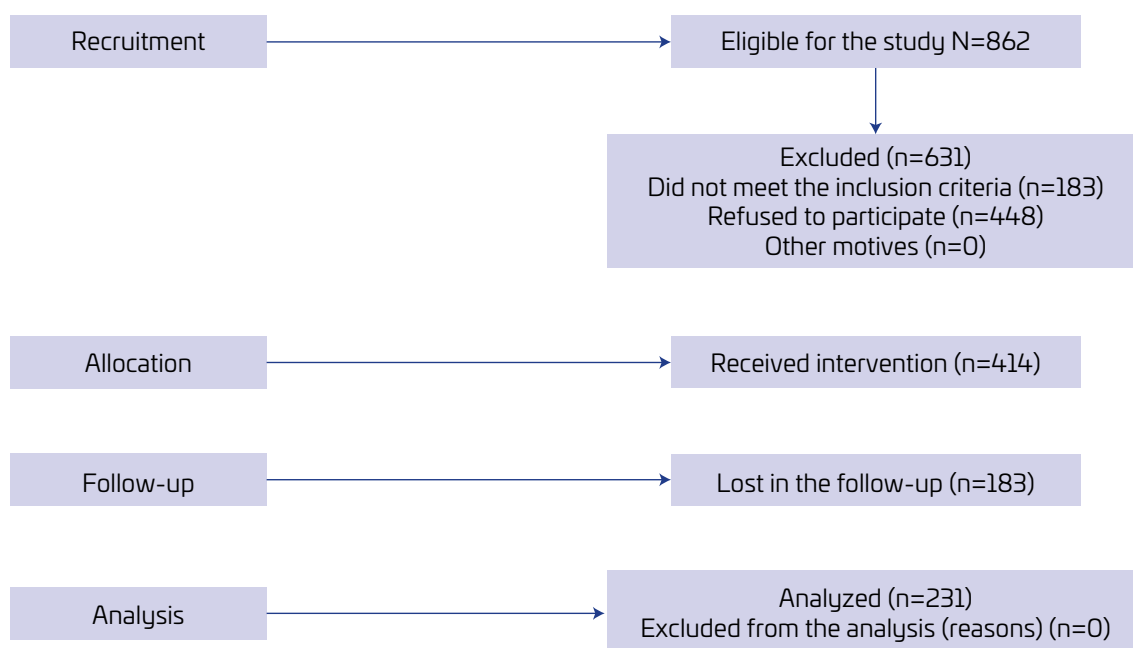 Recruitment
Eligible for the study N=862
Excluded (n=631)
Did not meet the inclusion criteria (n=183)
Refused to participate (n=448)
Other motives (n=0)
Allocation
Received intervention (n=414)
Follow-up
Lost in the follow-up (n=183)
Analysis
Analyzed (n=231)
Excluded from the analysis (reasons) (n=0)